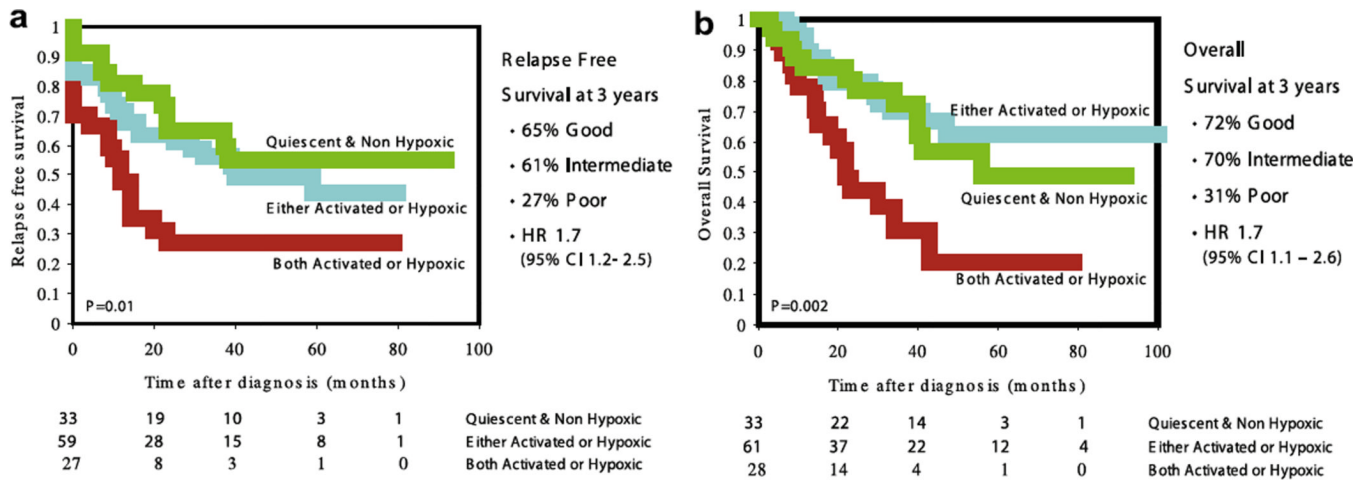 a
Relapse free survival
1
0.9
0.8
0.7
0.6
0.5
0.4
0.3
0.2
0.1
0
Quiescent & Non Hypoxic
Either Activated or Hypoxic
Both Activated or Hypoxic
P=0.01
0 20 40 60 80 100
Time after diagnosis (months)
33 19 10 3 1 Quiescent & Non Hypoxic
59 28 15 8 1 Either Activated or Hypoxic
27 8 3 1 0 Both Activated or Hypoxic
Relapse Free
Survival at 3 years
• 65% Good
• 61% Intermediate
• 27% Poor
• HR 1.7
(95% CI 1.2- 2.5)
b
Overall Survival
1
0.9
0.8
0.7
0.6
0.5
0.4
0.3
0.2
0.1
0
Either Activated or Hypoxic
Quiescent & Non Hypoxic
Both Activated or Hypoxic
P=0.002
0 20 40 60 80 100
Time after diagnosis (months)
33 22 14 3 1 Quiescent & Non Hypoxic
61 37 22 12 4 Either Activated or Hypoxic
28 14 4 1 0 Both Activated or Hypoxic
Overall
Survival at 3 years
• 72% Good
• 70% Intermediate
• 31% Poor
• HR 1.7
(95% CI 1.1 – 2.6)